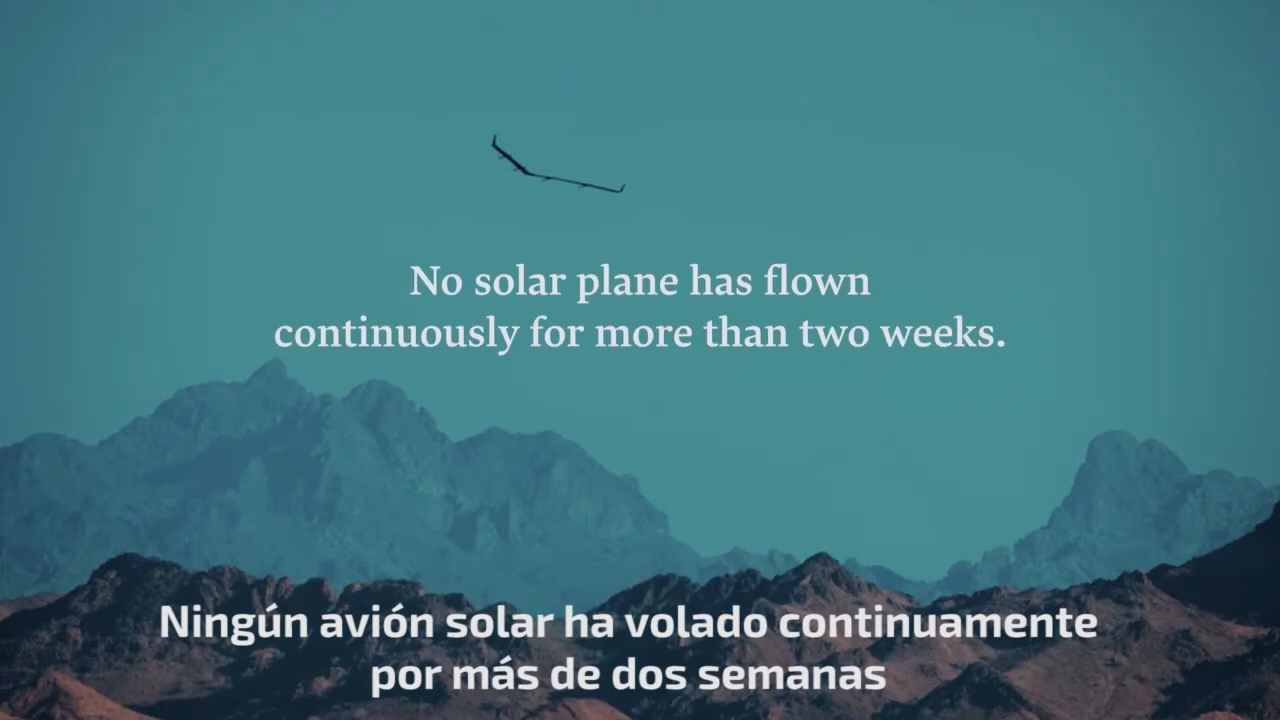 No solar plane has flown
continuously for more than two weeks.
Ningún avión solar ha volado continuamente
por más de dos semanas